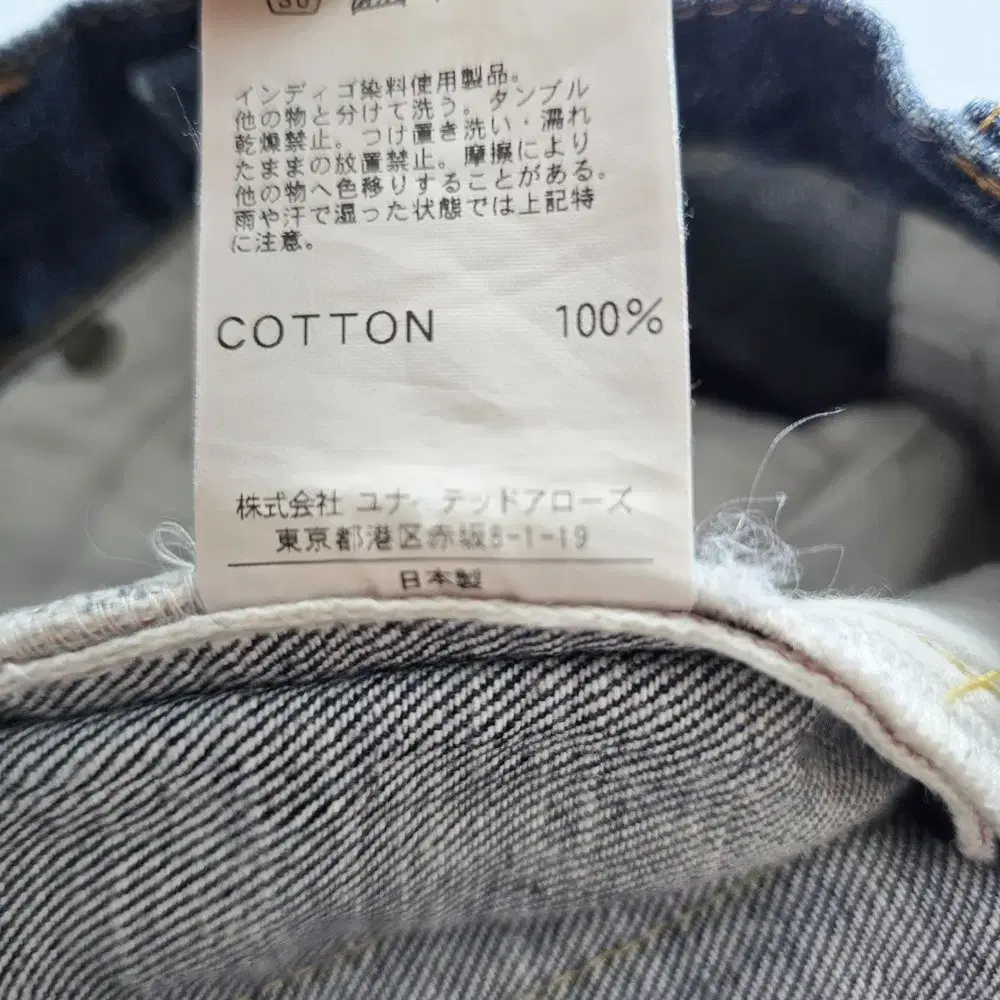 30
インディゴ染料使用製品。
他の物と分けて洗う。タンブル
乾燥禁止。つけ置き洗い・濡れ
たままの放置禁止。摩擦により
他の物へ色移りすることがある。
雨や汗で湿った状態では上記特
に注意。
COTTON 100%
株式会社 ユナイテッドアローズ
東京都港区赤坂8-1-19
日本製